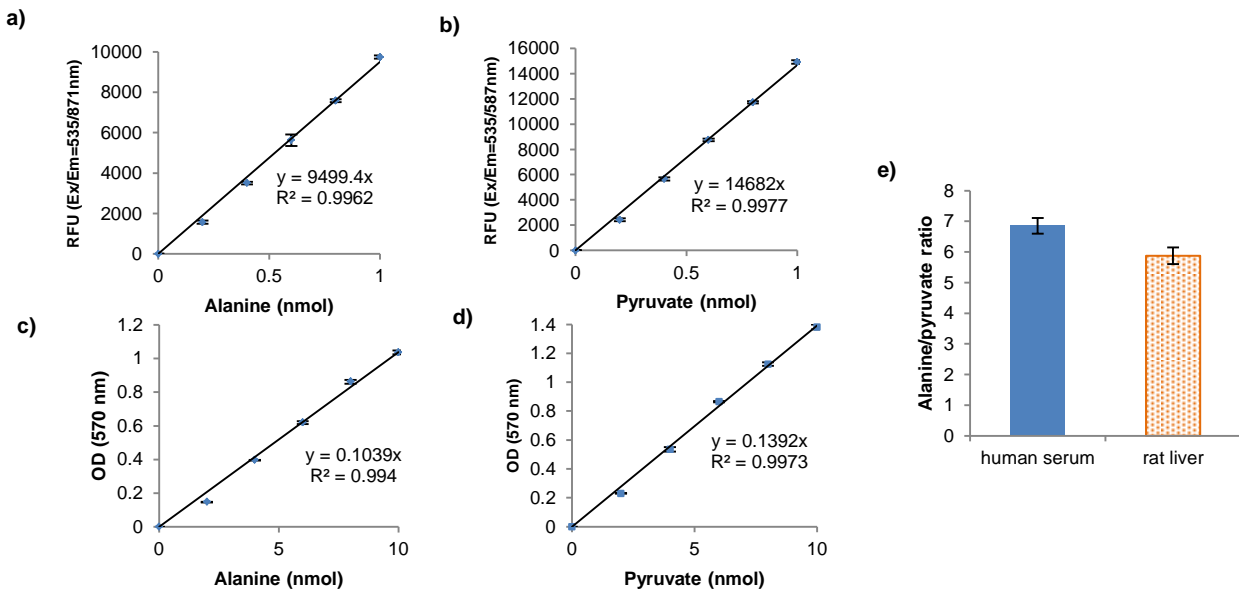 a)
10000
8000
6000
4000
2000
0
RFU (Ex/Em=535/871nm)
y = 9499.4x
R² = 0.9962
0 0.5 1
Alanine (nmol)
b)
16000
14000
12000
10000
8000
6000
4000
2000
0
RFU (Ex/Em=535/587nm)
y = 14682x
R² = 0.9977
0 0.5 1
Pyruvate (nmol)
c)
1.2
1
0.8
0.6
0.4
0.2
0
OD (570 nm)
y = 0.1039x
R² = 0.994
0 5 10
Alanine (nmol)
d)
1.4
1.2
1
0.8
0.6
0.4
0.2
0
OD (570 nm)
y = 0.1392x
R² = 0.9973
0 5 10
Pyruvate (nmol)
e)
8
7
6
5
4
3
2
1
0
Alanine/pyruvate ratio
human serum rat liver